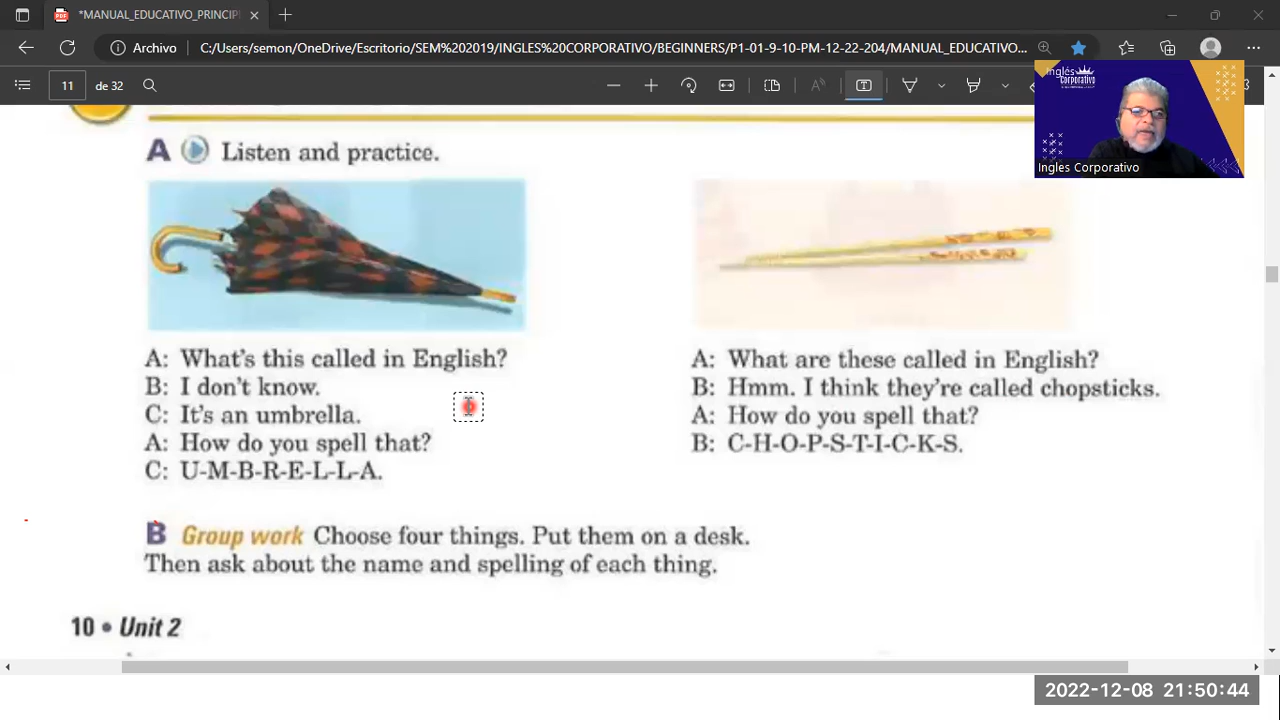 *MANUAL_EDUCATIVO_PRINCIPI
Archivo
C:/Users/semon/OneDrive/Escritorio/SEM%202019/INGLES%20CORPORATIVO/BEGINNERS/P1-01-9-10-PM-12-22-204/MANUAL_EDUCATIVO...
11 de 32
Inglés
corporativo
Ingles Corporativo
A Listen and practice.
A: What's this called in English?
B: I don't know.
C: It's an umbrella.
A: How do you spell that?
C: U-M-B-R-E-L-L-A.
A: What are these called in English?
B: Hmm. I think they're called chopsticks.
A: How do you spell that?
B: C-H-O-P-S-T-I-C-K-S.
B Group work Choose four things. Put them on a desk.
Then ask about the name and spelling of each thing.
10 • Unit 2
2022-12-08 21:50:44